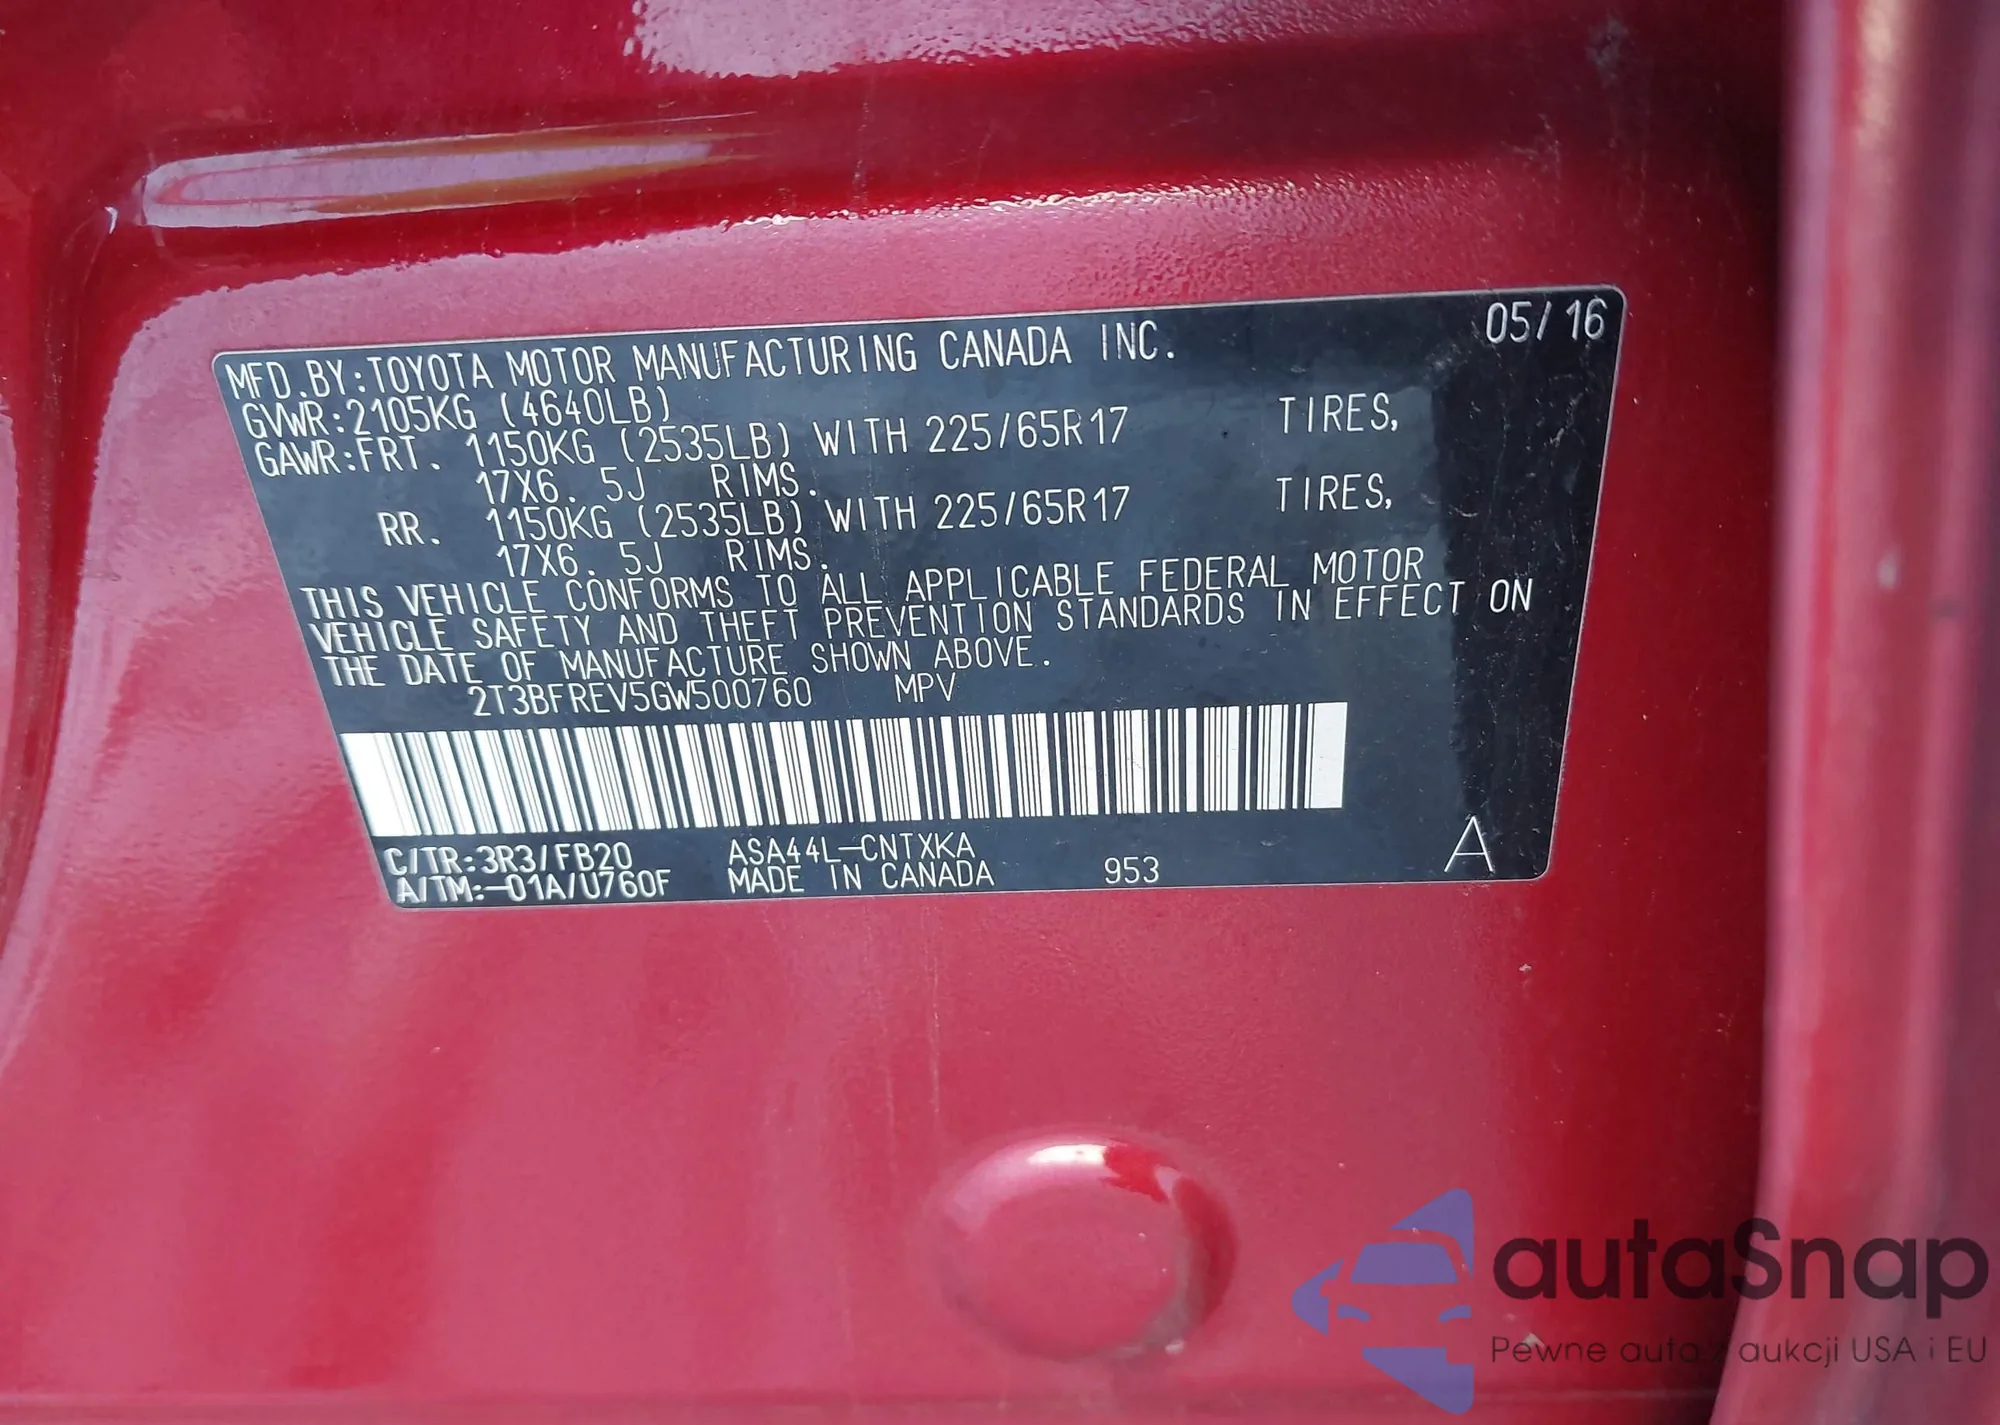 05/16
MFD.BY:TOYOTA MOTOR MANUFACTURING CANADA INC.
GVWR:2105KG (4640LB)
GAWR:FRT. 1150KG (2535LB) WITH 225/65R17 TIRES,
17X6.5J RIMS.
RR. 1150KG (2535LB) WITH 225/65R17 TIRES,
17X6.5J RIMS.
THIS VEHICLE CONFORMS TO ALL APPLICABLE FEDERAL MOTOR
VEHICLE SAFETY AND THEFT PREVENTION STANDARDS IN EFFECT ON
THE DATE OF MANUFACTURE SHOWN ABOVE.
2T3BFREV5GW500760 MPV
C/TR:3R3/FB20 ASA44L-CNTXKA
A/TM:-01A/U760F MADE IN CANADA 953 A
autaSnap
Pewne auta z aukcji USA i EU